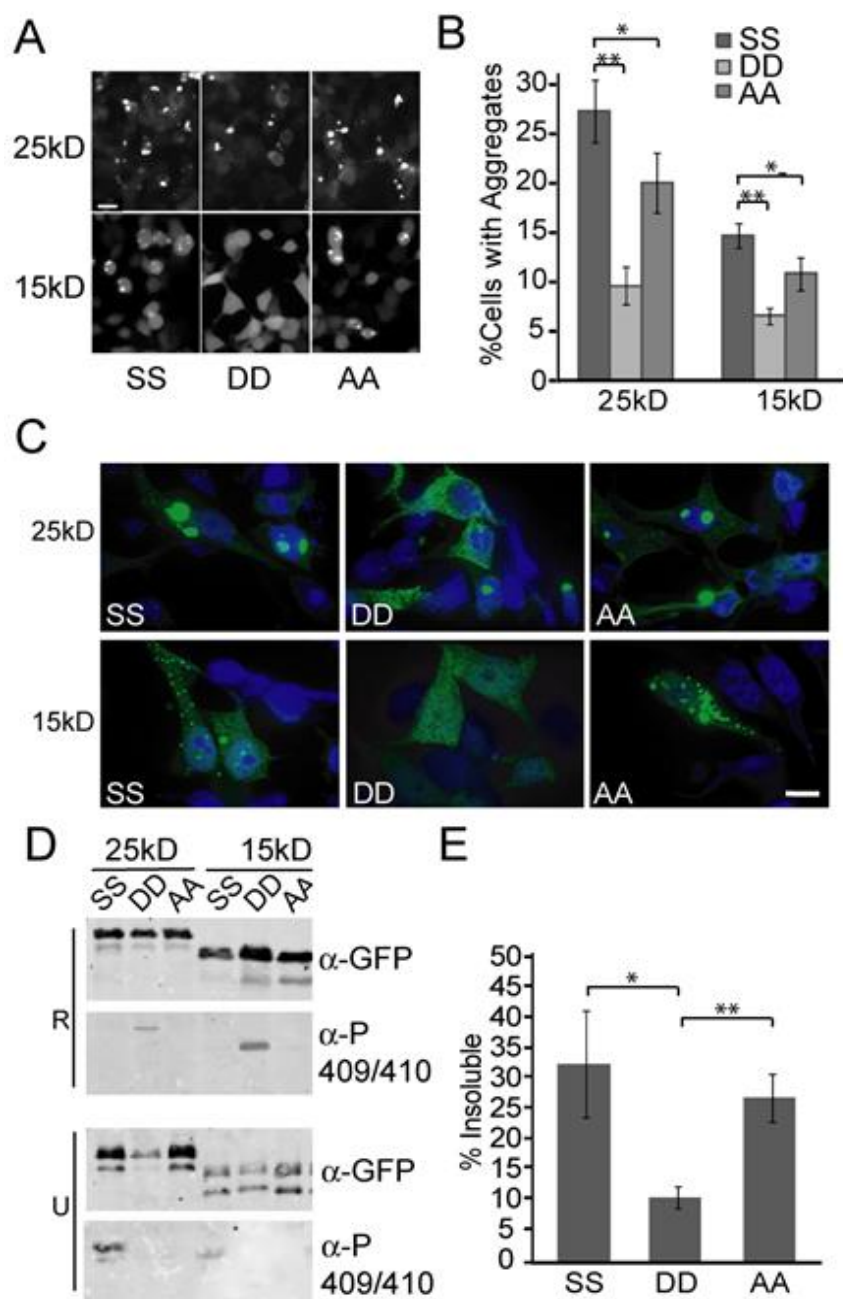 A
25kD
15kD
SS DD AA
B
SS
DD
AA
* **
* **
%Cells with Aggregates
30
25
20
15
10
5
0
25kD 15kD
C
25kD
SS DD AA
15kD
SS DD AA
D
25kD 15kD
SS DD AA SS DD AA
R
α-GFP
α-P
409/410
U
α-GFP
α-P
409/410
E
% Insoluble
50
45
40
35
30
25
20
15
10
5
0
* **
SS DD AA